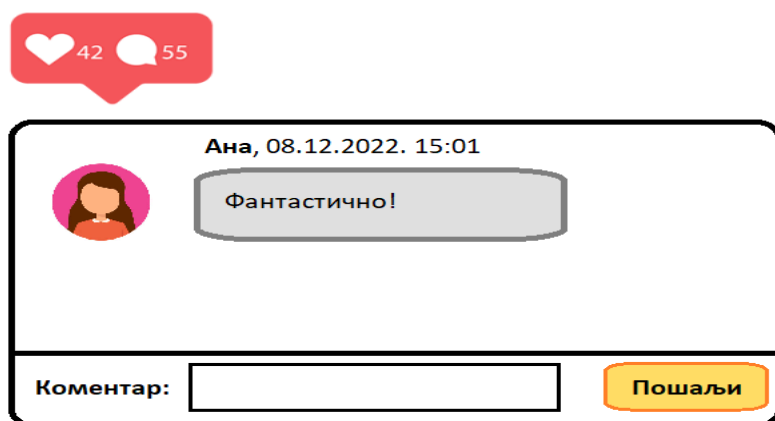 42 55
Ана, 08.12.2022. 15:01
Фантастично!
Коментар:
Пошаљи